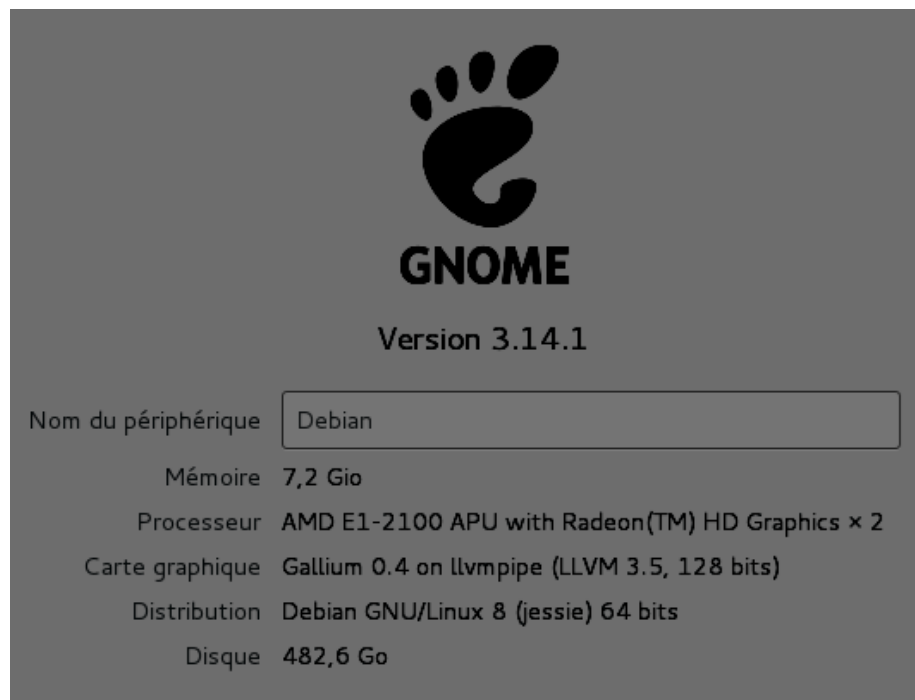 GNOME
Version 3.14.1
Nom du périphérique Debian
Mémoire 7,2 Gio
Processeur AMD E1-2100 APU with Radeon(TM) HD Graphics × 2
Carte graphique Gallium 0.4 on llvmpipe (LLVM 3.5, 128 bits)
Distribution Debian GNU/Linux 8 (jessie) 64 bits
Disque 482,6 Go